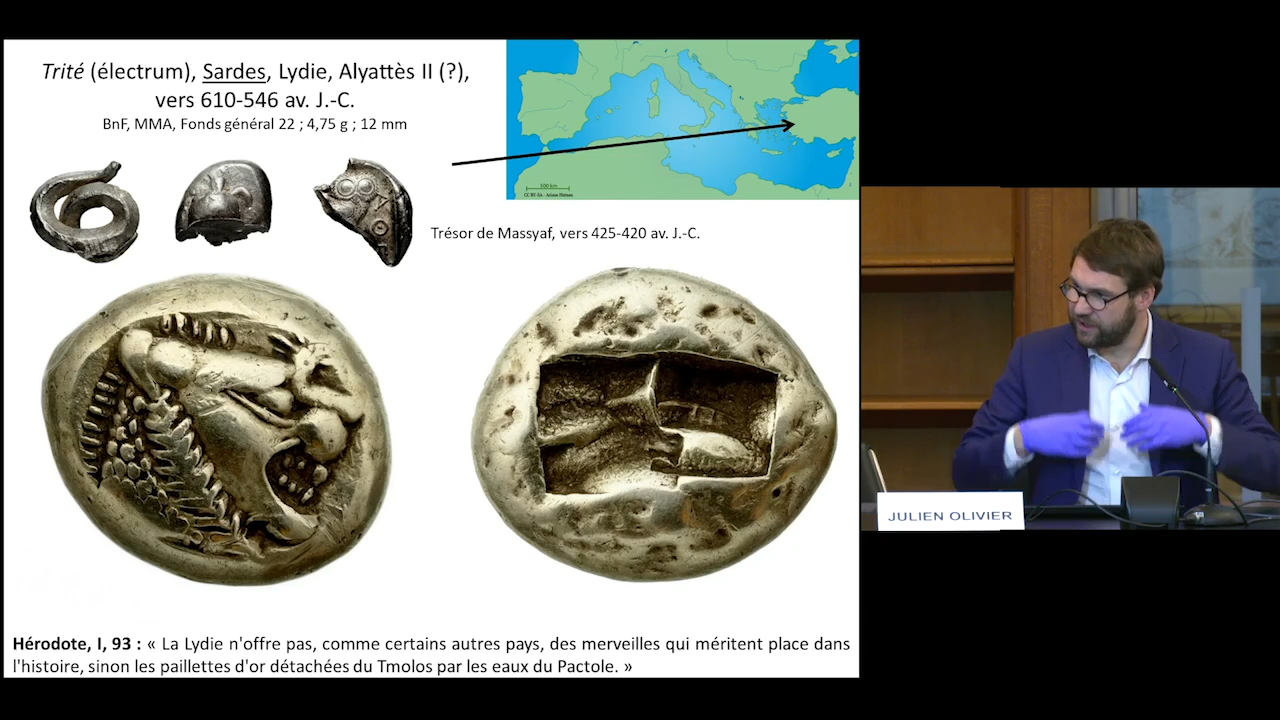 Trité (électrum), Sardes, Lydie, Alyattès II (?),
vers 610-546 av. J.-C.
BnF, MMA, Fonds général 22 ; 4,75 g ; 12 mm
500 km
Trésor de Massyaf, vers 425-420 av. J.-C.
JULIEN OLIVIER
Hérodote, I, 93 : « La Lydie n'offre pas, comme certains autres pays, des merveilles qui méritent place dans
l'histoire, sinon les paillettes d'or détachées du Tmolos par les eaux du Pactole. »